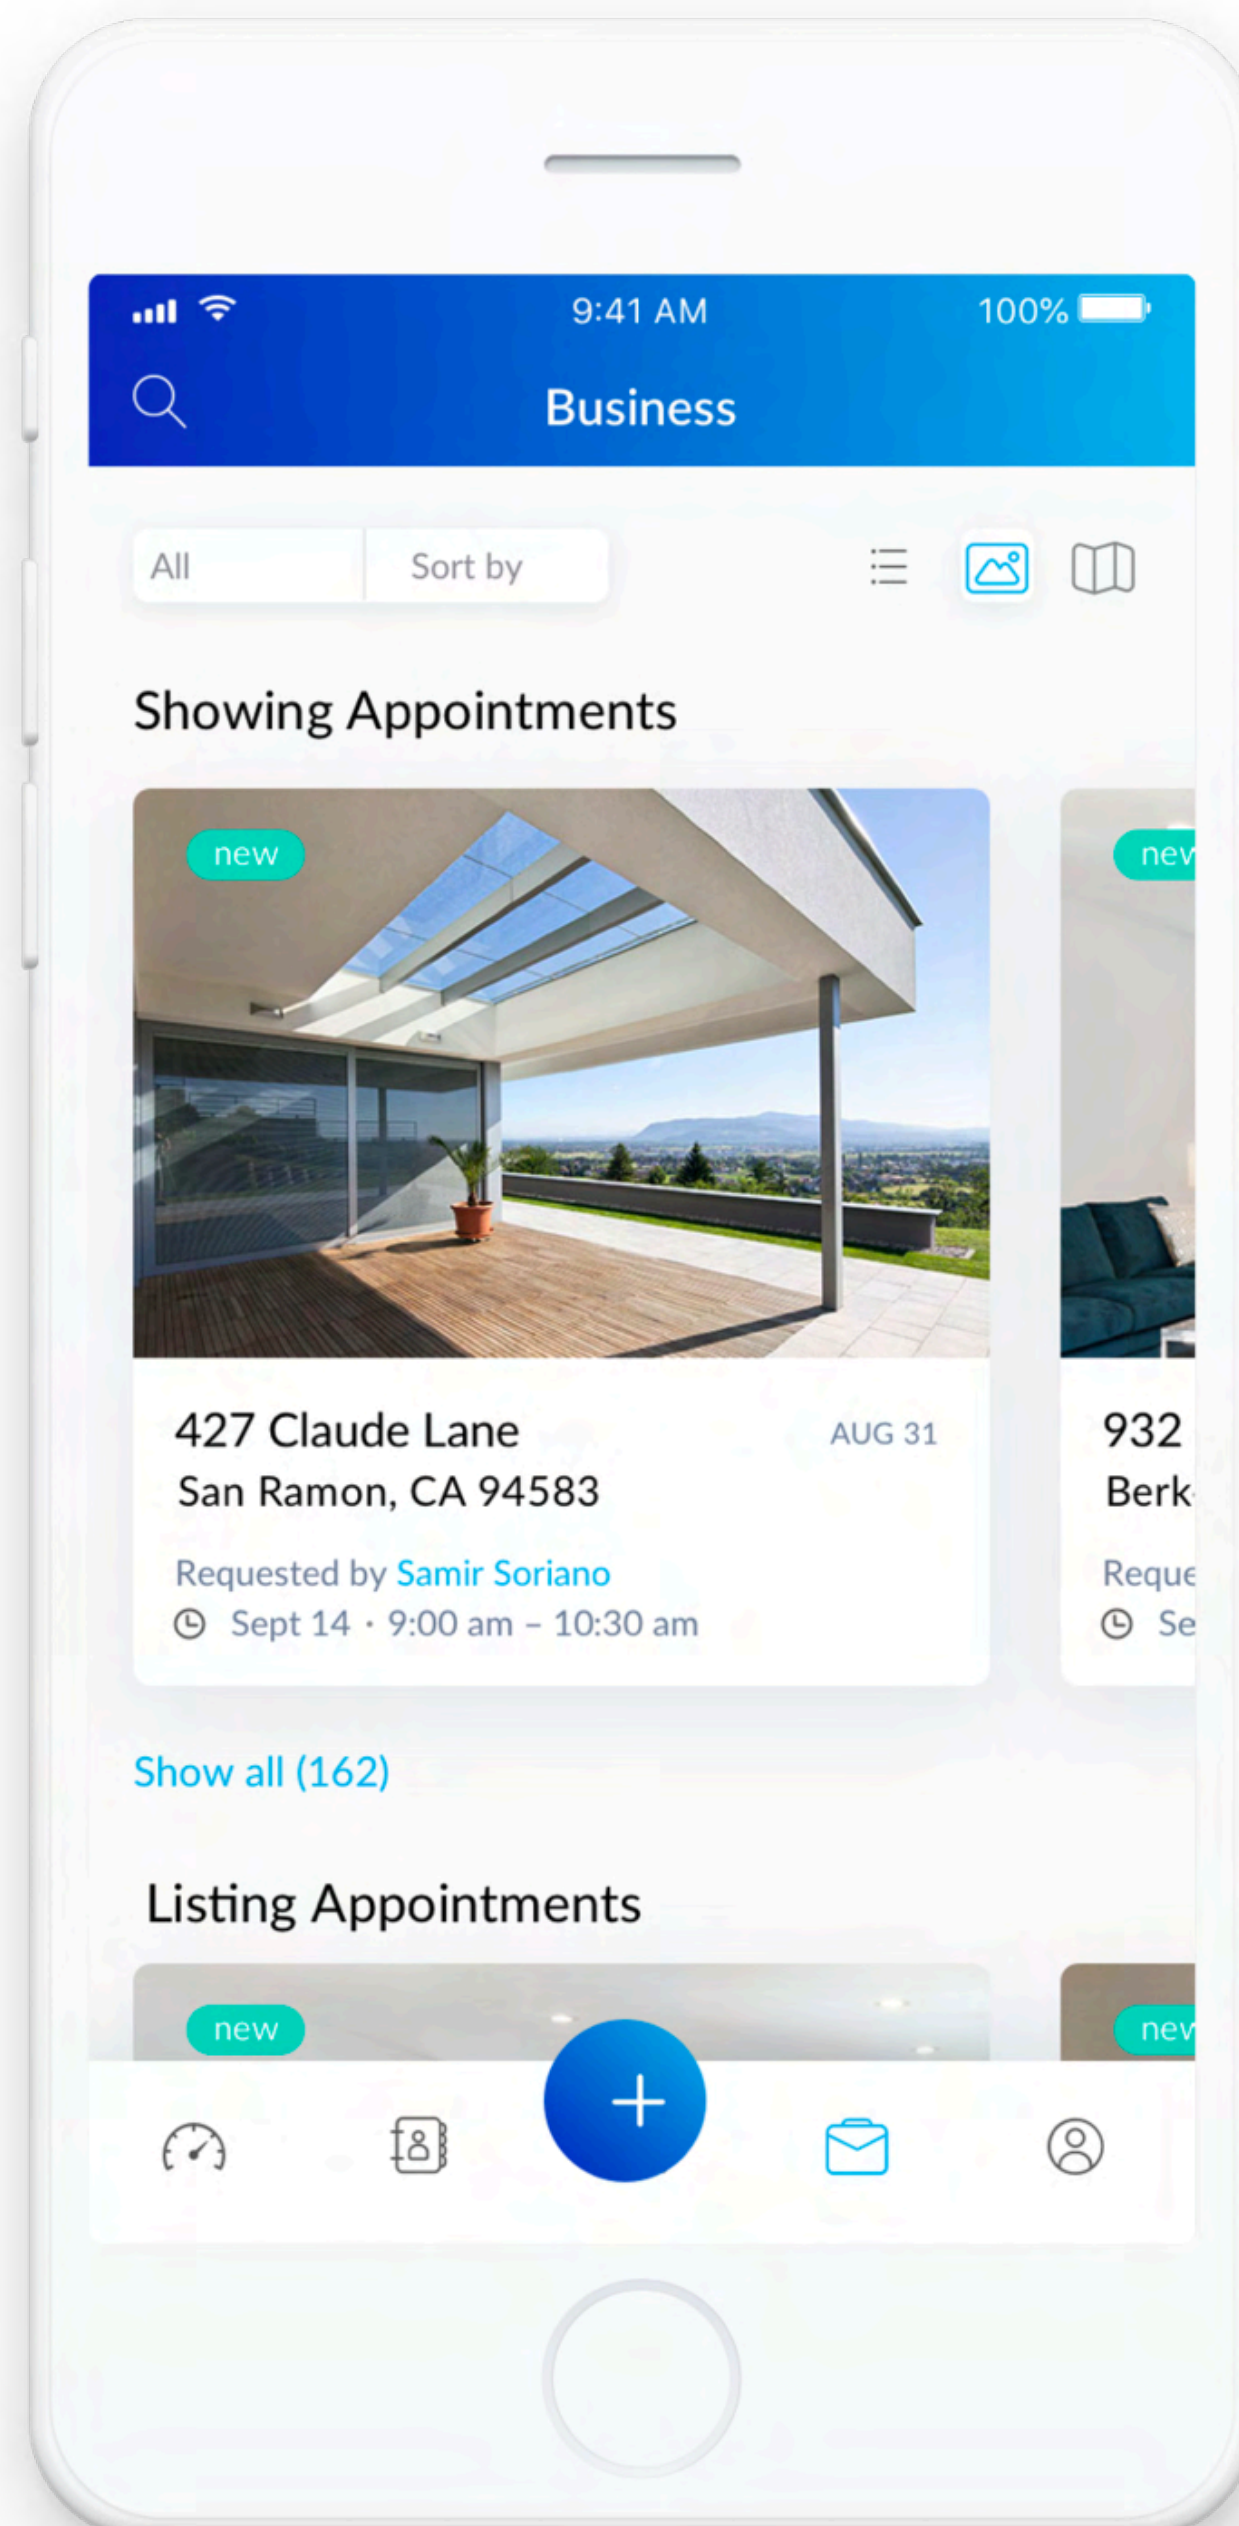 9:41 AM 100%
Business
All Sort by
Showing Appointments
new
427 Claude Lane AUG 31
San Ramon, CA 94583
Requested by Samir Soriano
Sept 14 · 9:00 am – 10:30 am
932
Show all (162)
Listing Appointments
new